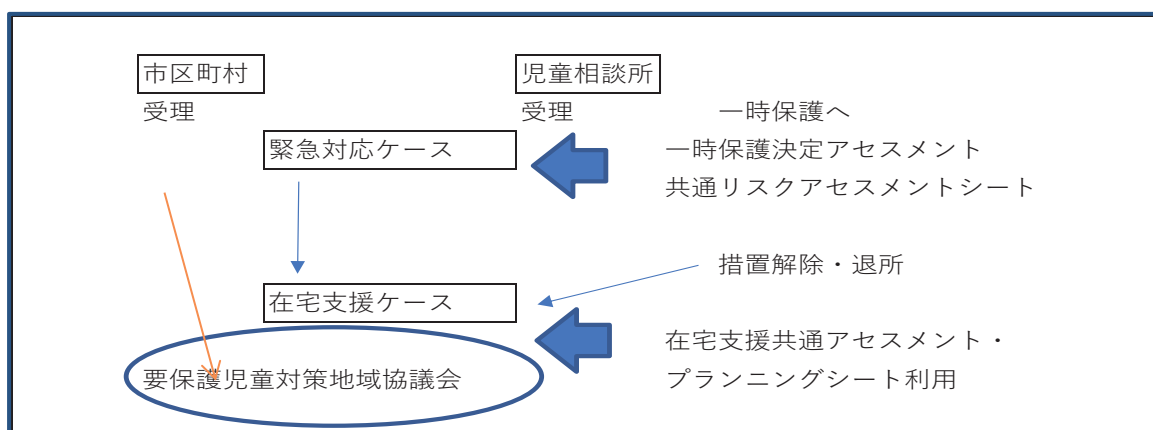 市区町村 児童相談所
受理 受理 一時保護へ
緊急対応ケース 一時保護決定アセスメント
共通リスクアセスメントシート
措置解除・退所
在宅支援ケース
在宅支援共通アセスメント・
要保護児童対策地域協議会 プランニングシート利用